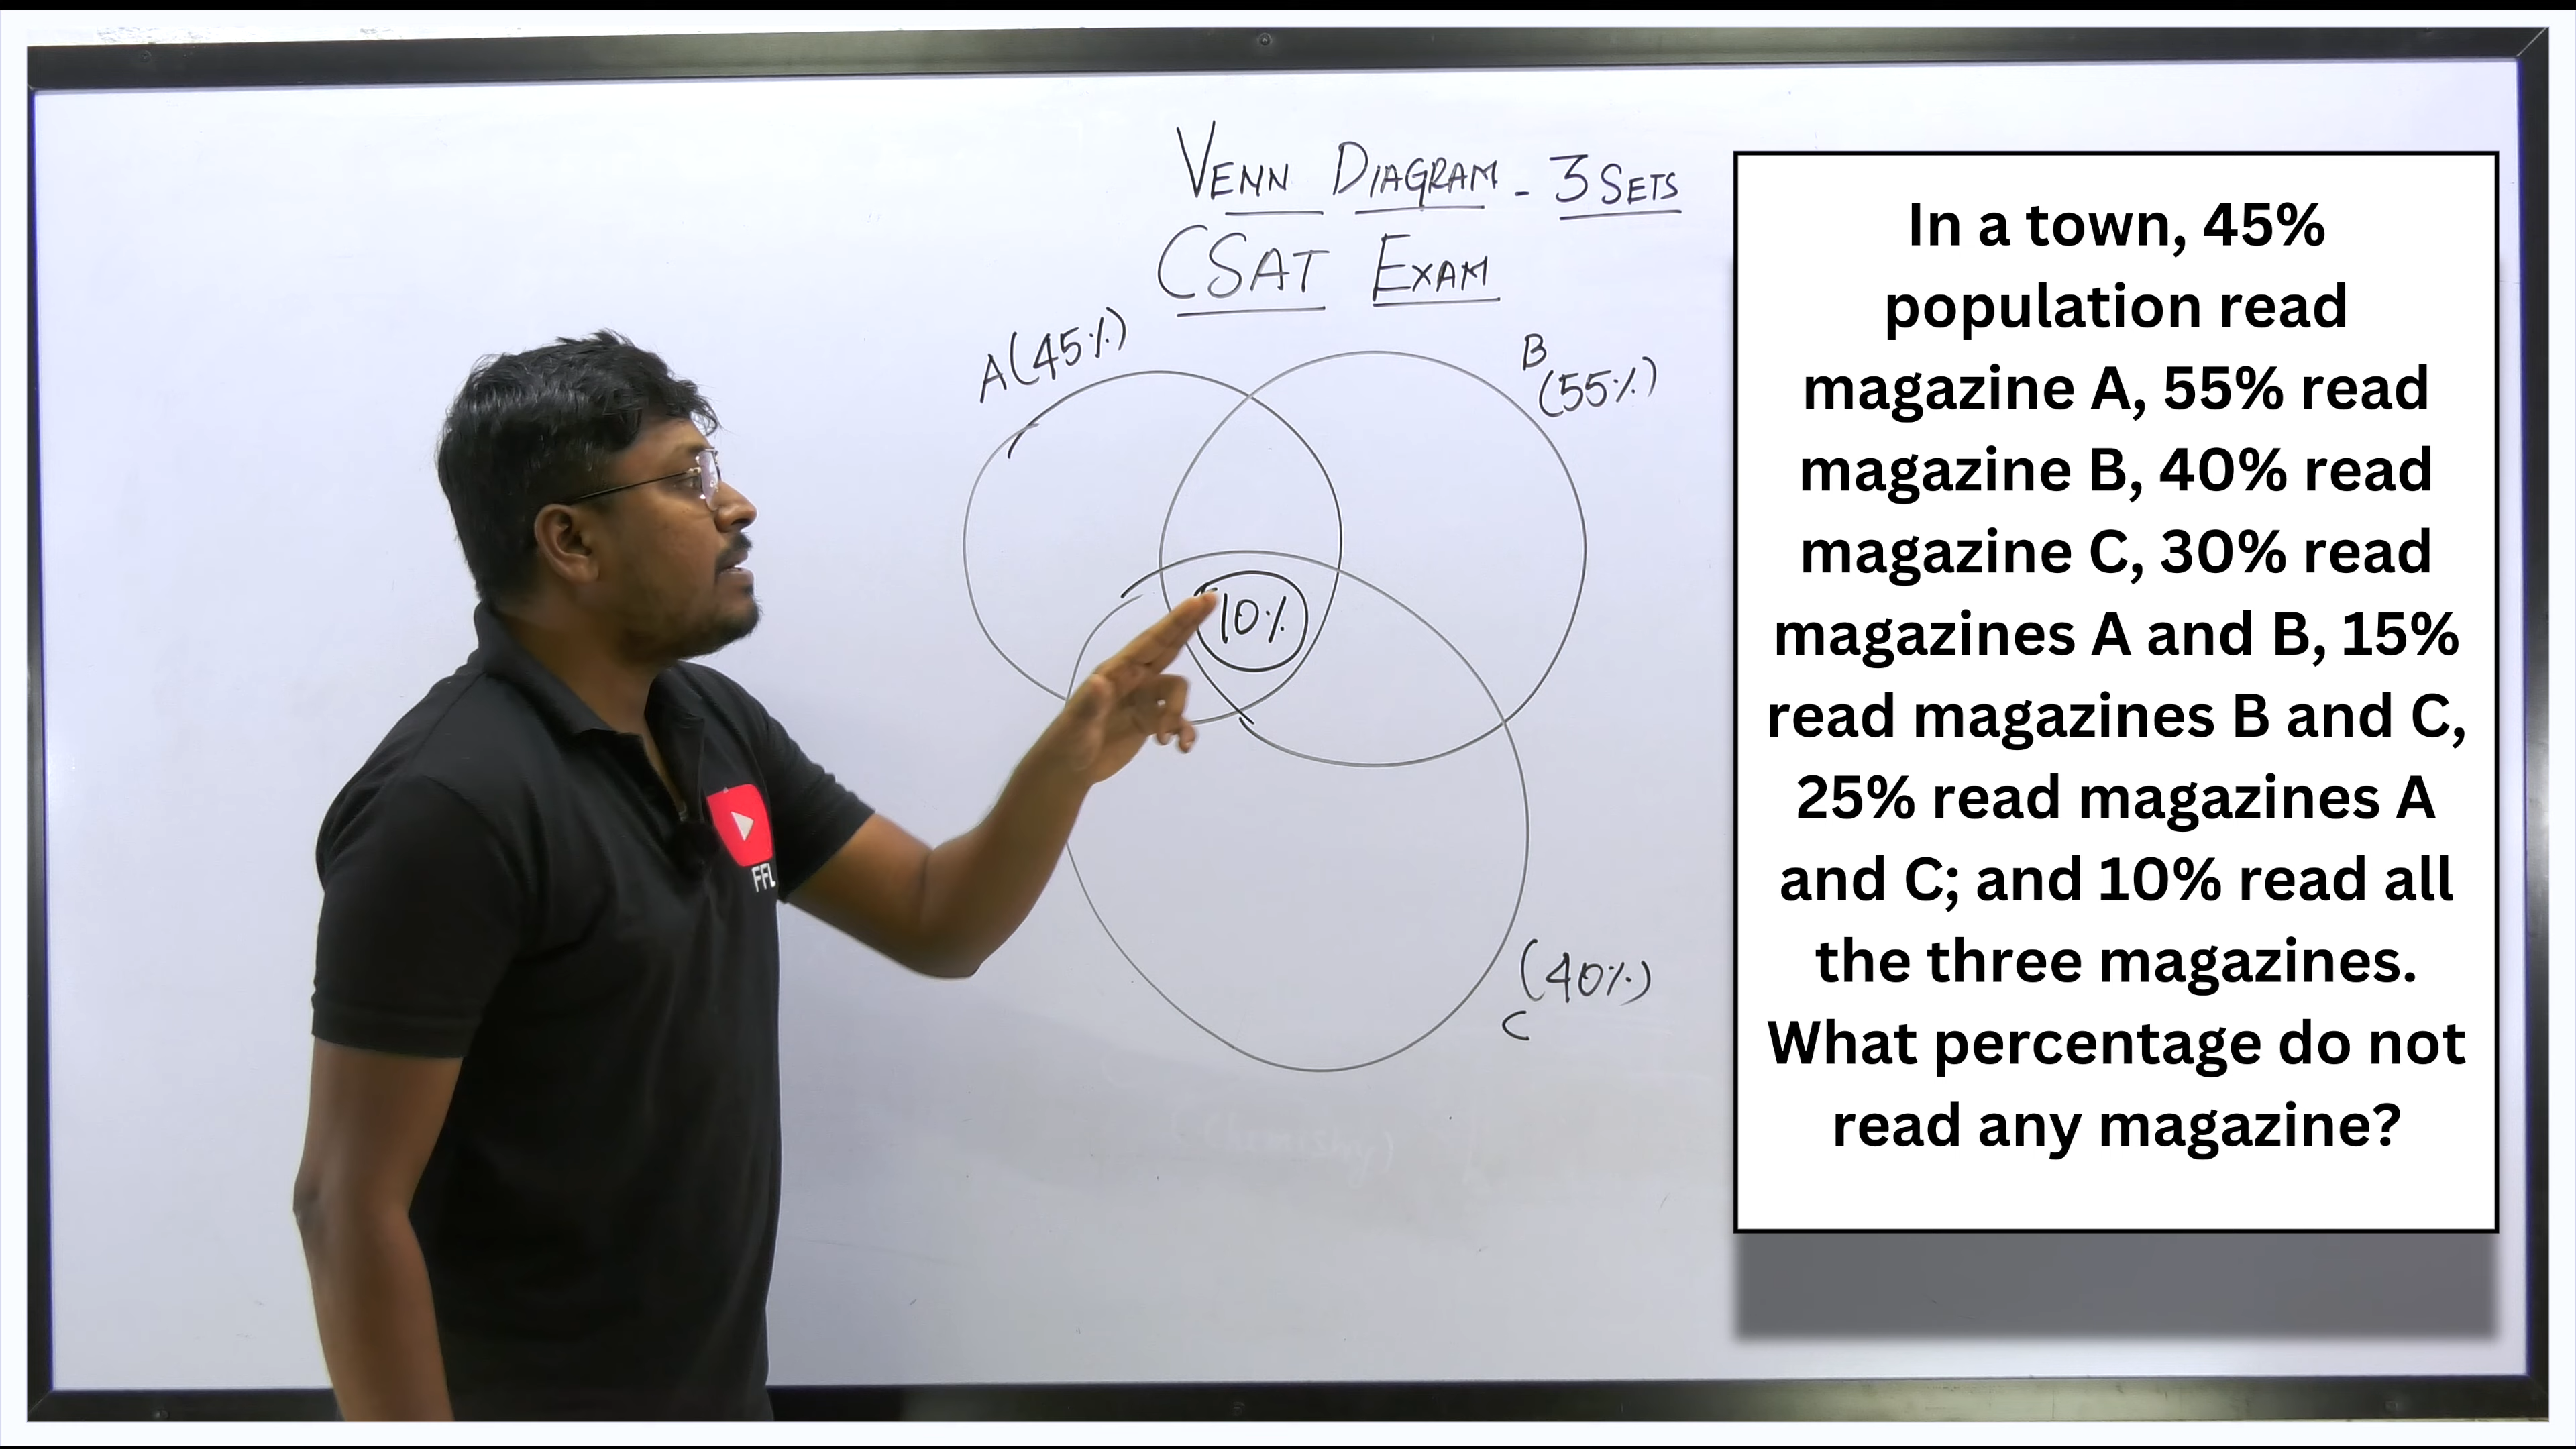 VENN DIAGRAM - 3 SETS
CSAT EXAM
A(45%)
B
(55%)
10%
(40%)
C
FFL
In a town, 45%
population read
magazine A, 55% read
magazine B, 40% read
magazine C, 30% read
magazines A and B, 15%
read magazines B and C,
25% read magazines A
and C; and 10% read all
the three magazines.
What percentage do not
read any magazine?